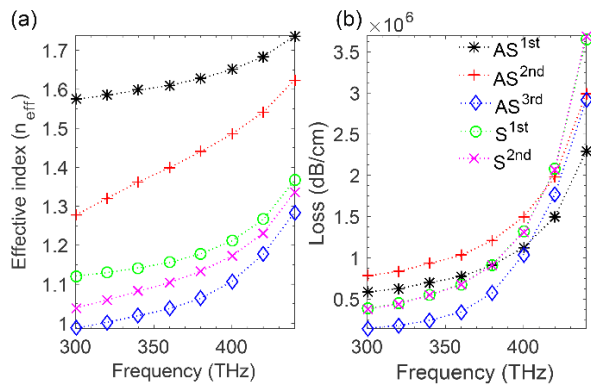 (a)
Effective index (n_eff)
1.7
1.6
1.5
1.4
1.3
1.2
1.1
1
300
350
400
Frequency (THz)
(b)
×10^6
Loss (dB/cm)
3.5
3
2.5
2
1.5
1
0.5
300
350
400
Frequency (THz)
AS^1st
AS^2nd
AS^3rd
S^1st
S^2nd